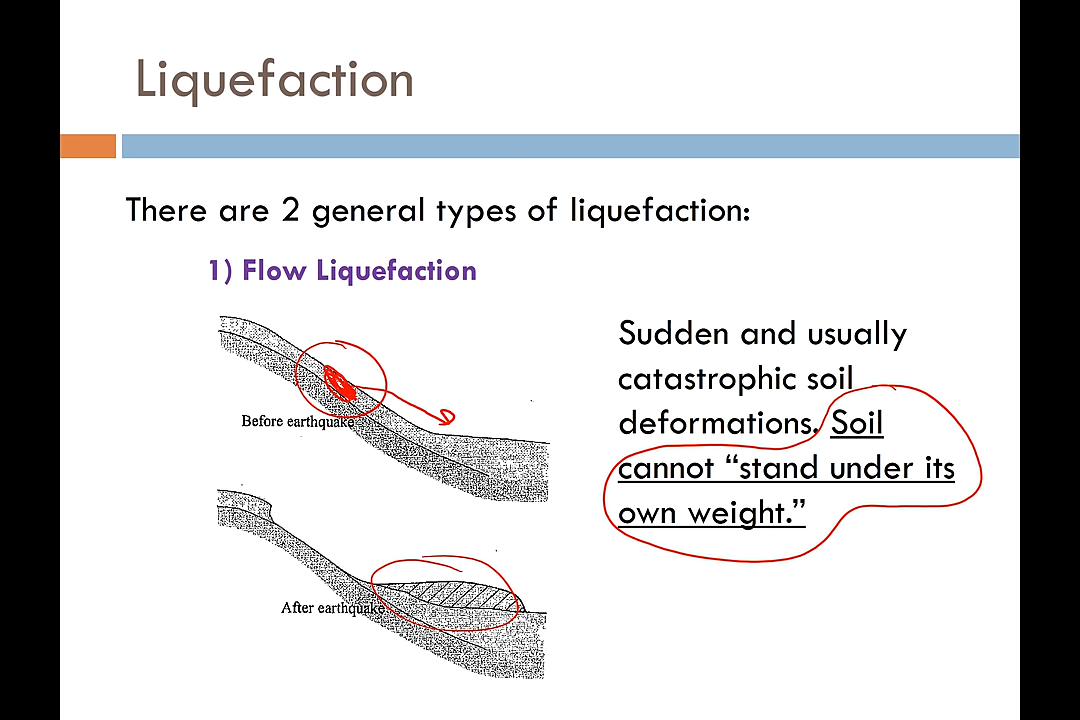 Liquefaction
There are 2 general types of liquefaction:
1) Flow Liquefaction
Before earthquake
After earthquake
Sudden and usually
catastrophic soil
deformations. Soil
cannot “stand under its
own weight.”